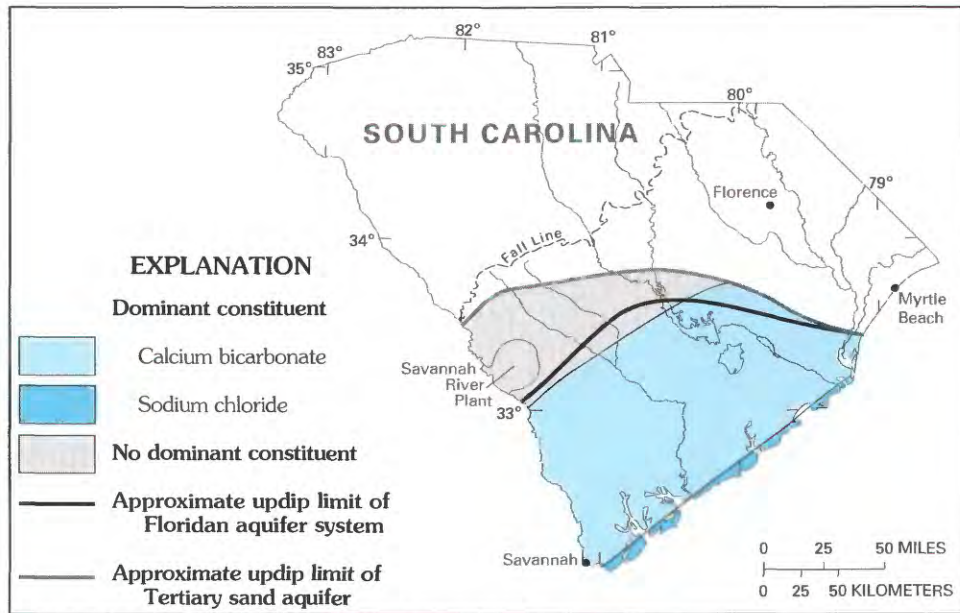 82°
81°
83°
35°
80°
SOUTH CAROLINA
79°
Florence
34°
Fall Line
EXPLANATION
Dominant constituent
Myrtle
Beach
Calcium bicarbonate
Savannah
River
Plant
Sodium chloride
33°
No dominant constituent
Approximate updip limit of
Floridan aquifer system
Savannah
0 25 50 MILES
Approximate updip limit of
Tertiary sand aquifer
0 25 50 KILOMETERS